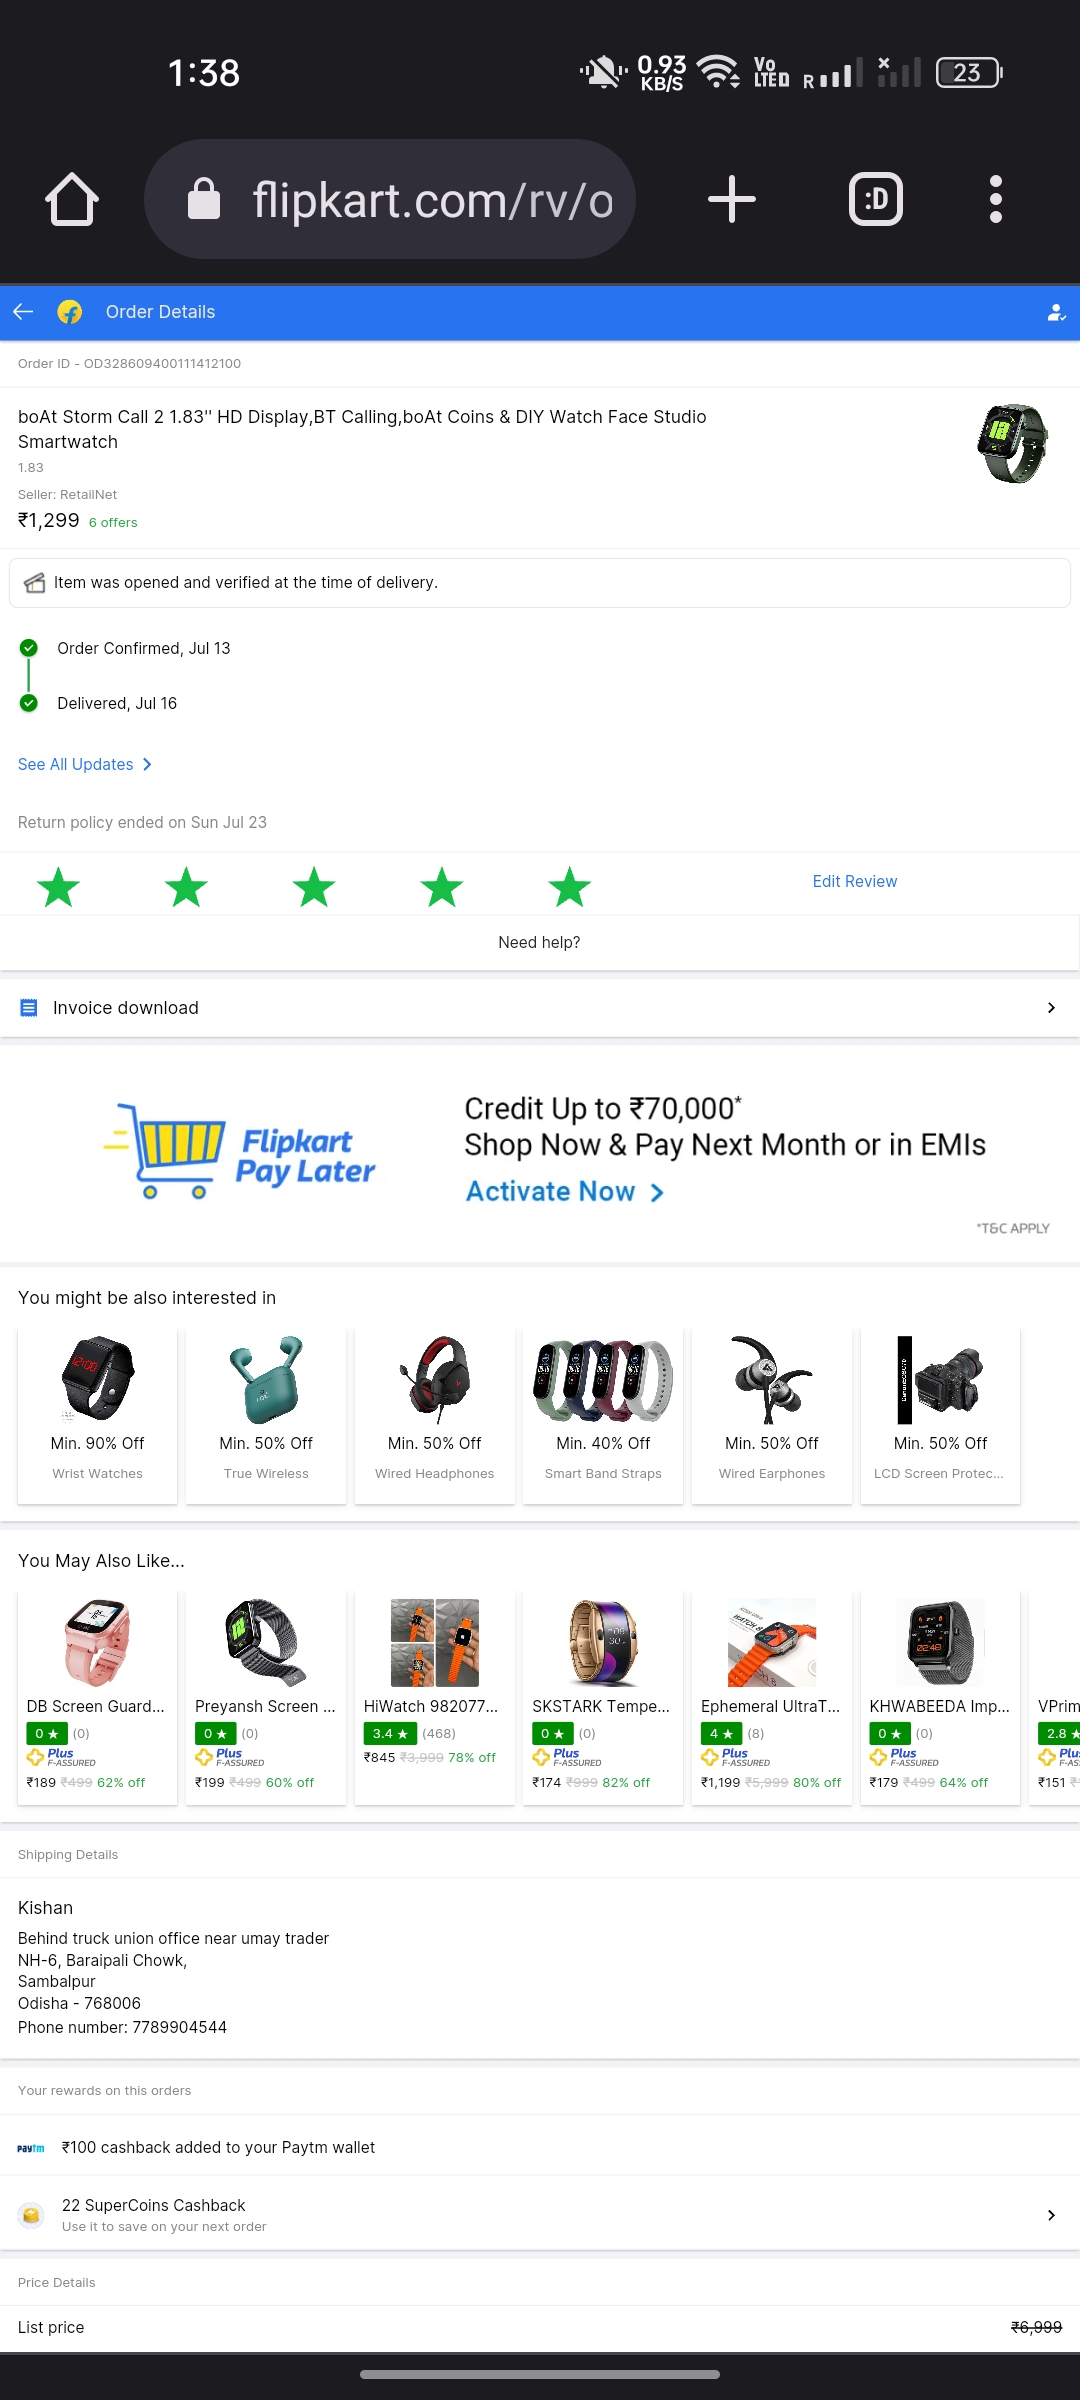 1:38
0.93
KB/S
Vo
LTED
R
23
flipkart.com/rv/o
:D
Order Details
Order ID - OD328609400111412100
boAt Storm Call 2 1.83'' HD Display,BT Calling,boAt Coins & DIY Watch Face Studio
Smartwatch
1.83
Seller: RetailNet
₹1,299 6 offers
Item was opened and verified at the time of delivery.
Order Confirmed, Jul 13
Delivered, Jul 16
See All Updates
Return policy ended on Sun Jul 23
Edit Review
Need help?
Invoice download
Flipkart
Pay Later
Credit Up to ₹70,000*
Shop Now & Pay Next Month or in EMIs
Activate Now
*T&C APPLY
You might be also interested in
Min. 90% Off
Wrist Watches
Min. 50% Off
True Wireless
Min. 50% Off
Wired Headphones
Min. 40% Off
Smart Band Straps
Min. 50% Off
Wired Earphones
Min. 50% Off
LCD Screen Protec...
You May Also Like...
DB Screen Guard...
0 ★ (0)
Plus
F-ASSURED
₹189 ₹499 62% off
Preyansh Screen ...
0 ★ (0)
Plus
F-ASSURED
₹199 ₹499 60% off
HiWatch 982077...
3.4 ★ (468)
₹845 ₹3,999 78% off
SKSTARK Tempe...
0 ★ (0)
Plus
F-ASSURED
₹174 ₹999 82% off
Ephemeral UltraT...
4 ★ (8)
Plus
F-ASSURED
₹1,199 ₹5,999 80% off
KHWABEEDA Imp...
0 ★ (0)
Plus
F-ASSURED
₹179 ₹499 64% off
VPrim
2.8 ★
Plu
F-AS
₹151
Shipping Details
Kishan
Behind truck union office near umay trader
NH-6, Baraipali Chowk,
Sambalpur
Odisha - 768006
Phone number: 7789904544
Your rewards on this orders
paytm
₹100 cashback added to your Paytm wallet
22 SuperCoins Cashback
Use it to save on your next order
Price Details
List price
₹6,999